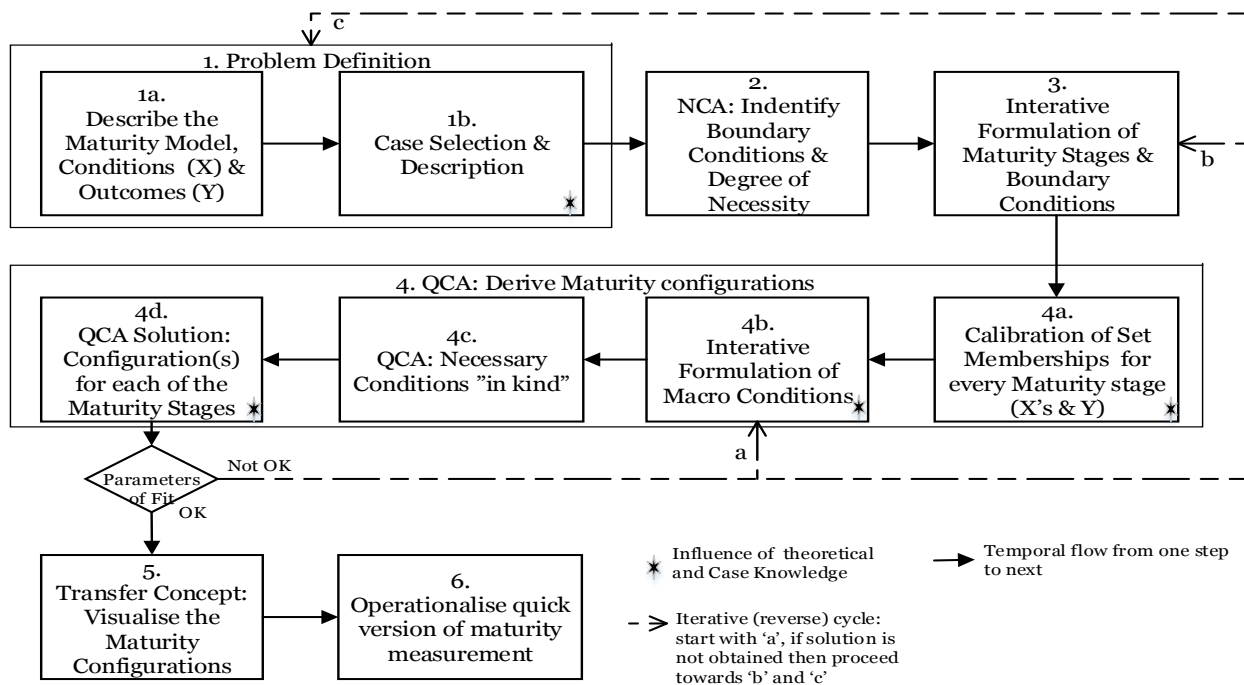 c
1. Problem Definition
1a.
Describe the
Maturity Model,
Conditions (X) &
Outcomes (Y)
1b.
Case Selection &
Description
2.
NCA: Indentify
Boundary
Conditions &
Degree of
Necessity
3.
Interative
Formulation of
Maturity Stages &
Boundary
Conditions
b
4. QCA: Derive Maturity configurations
4d.
QCA Solution:
Configuration(s)
for each of the
Maturity Stages
4c.
QCA: Necessary
Conditions ”in kind”
4b.
Interative
Formulation of
Macro Conditions
4a.
Calibration of Set
Memberships for
every Maturity stage
(X's & Y)
a
Parameters
of Fit
Not OK
OK
5.
Transfer Concept:
Visualise the
Maturity
Configurations
6.
Operationalise quick
version of maturity
measurement
Influence of theoretical
and Case Knowledge
Temporal flow from one step
to next
Iterative (reverse) cycle:
start with ‘a’, if solution is
not obtained then proceed
towards ‘b’ and ‘c’